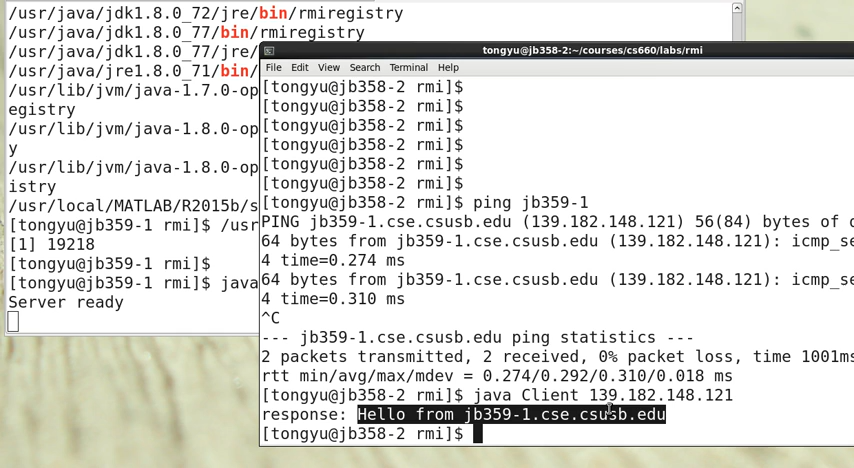 /usr/java/jdk1.8.0_72/jre/bin/rmiregistry
/usr/java/jdk1.8.0_77/bin/rmiregistry
/usr/java/jdk1.8.0_77/jre/
/usr/java/jre1.8.0_71/bin/
/usr/lib/jvm/java-1.7.0-op
egistry
/usr/lib/jvm/java-1.8.0-op
y
/usr/lib/jvm/java-1.8.0-op
istry
/usr/local/MATLAB/R2015b/s
[tongyu@jb359-1 rmi]$ /usr
[1] 19218
[tongyu@jb359-1 rmi]$
[tongyu@jb359-1 rmi]$ java
Server ready
tongyu@jb358-2:~/courses/cs660/labs/rmi
File Edit View Search Terminal Help
[tongyu@jb358-2 rmi]$
[tongyu@jb358-2 rmi]$
[tongyu@jb358-2 rmi]$
[tongyu@jb358-2 rmi]$
[tongyu@jb358-2 rmi]$
[tongyu@jb358-2 rmi]$
[tongyu@jb358-2 rmi]$ ping jb359-1
PING jb359-1.cse.csusb.edu (139.182.148.121) 56(84) bytes of
64 bytes from jb359-1.cse.csusb.edu (139.182.148.121): icmp_se
4 time=0.274 ms
64 bytes from jb359-1.cse.csusb.edu (139.182.148.121): icmp_se
4 time=0.310 ms
^C
--- jb359-1.cse.csusb.edu ping statistics ---
2 packets transmitted, 2 received, 0% packet loss, time 1001ms
rtt min/avg/max/mdev = 0.274/0.292/0.310/0.018 ms
[tongyu@jb358-2 rmi]$ java Client 139.182.148.121
response: Hello from jb359-1.cse.csusb.edu
[tongyu@jb358-2 rmi]$